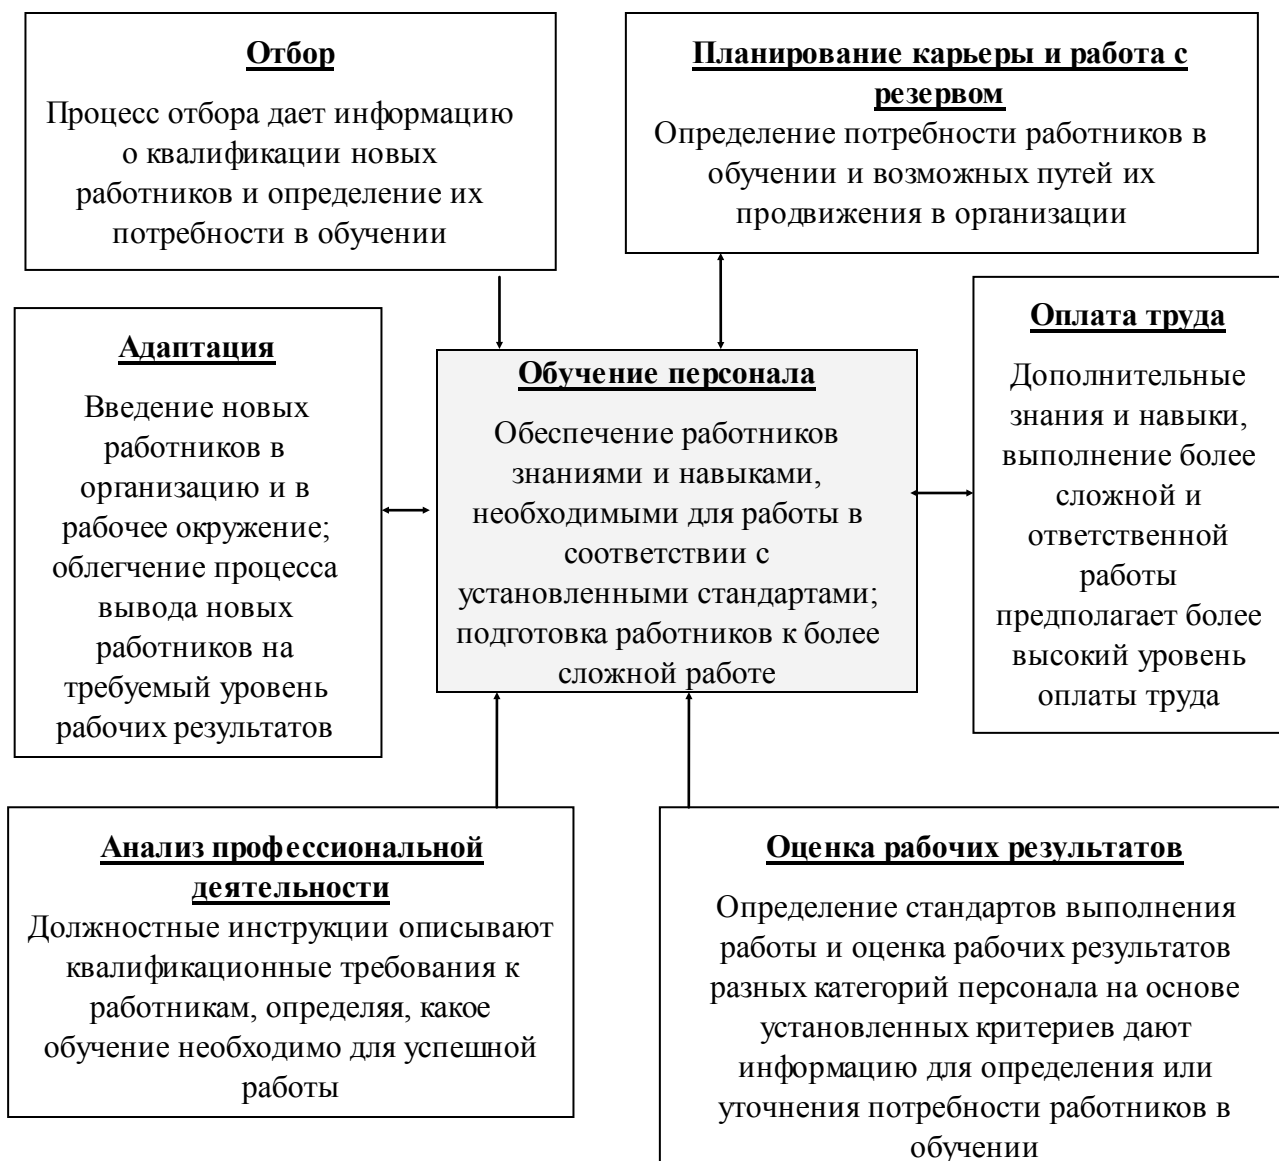 Отбор
Процесс отбора дает информацию
о квалификации новых
работников и определение их
потребности в обучении
Планирование карьеры и работа с
резервом
Определение потребности работников в
обучении и возможных путей их
продвижения в организации
Адаптация
Введение новых
работников в
организацию и в
рабочее окружение;
облегчение процесса
вывода новых
работников на
требуемый уровень
рабочих результатов
Обучение персонала
Обеспечение работников
знаниями и навыками,
необходимыми для работы в
соответствии с
установленными стандартами;
подготовка работников к более
сложной работе
Оплата труда
Дополнительные
знания и навыки,
выполнение более
сложной и
ответственной
работы
предполагает более
высокий уровень
оплаты труда
Анализ профессиональной
деятельности
Должностные инструкции описывают
квалификационные требования к
работникам, определяя, какое
обучение необходимо для успешной
работы
Оценка рабочих результатов
Определение стандартов выполнения
работы и оценка рабочих результатов
разных категорий персонала на основе
установленных критериев дают
информацию для определения или
уточнения потребности работников в
обучении